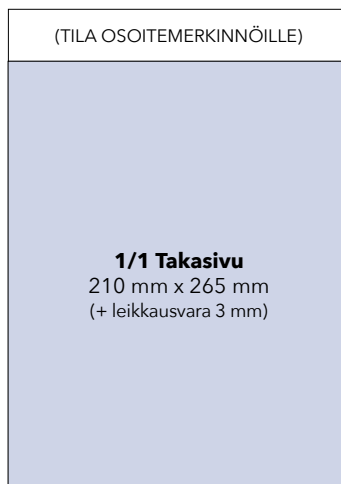 (TILA OSOITEMERKINNÖILLE)
1/1 Takasivu
210 mm x 265 mm
(+ leikkausvara 3 mm)